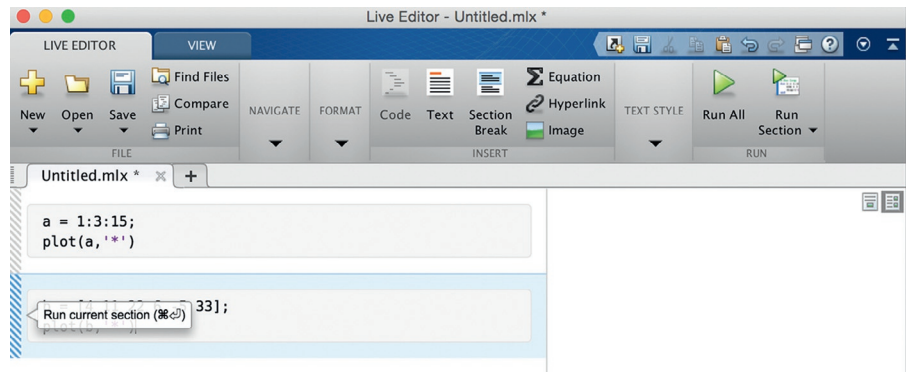 Live Editor - Untitled.mlx *
LIVE EDITOR VIEW
New Open Save Find Files Compare Print
FILE
NAVIGATE
FORMAT
Code Text Section Break Equation Hyperlink Image
INSERT
TEXT STYLE
Run All Run Section
RUN
Untitled.mlx *
a = 1:3:15;
plot(a,'*')
33];
Run current section (⌘⏎)
plot(b,'*')